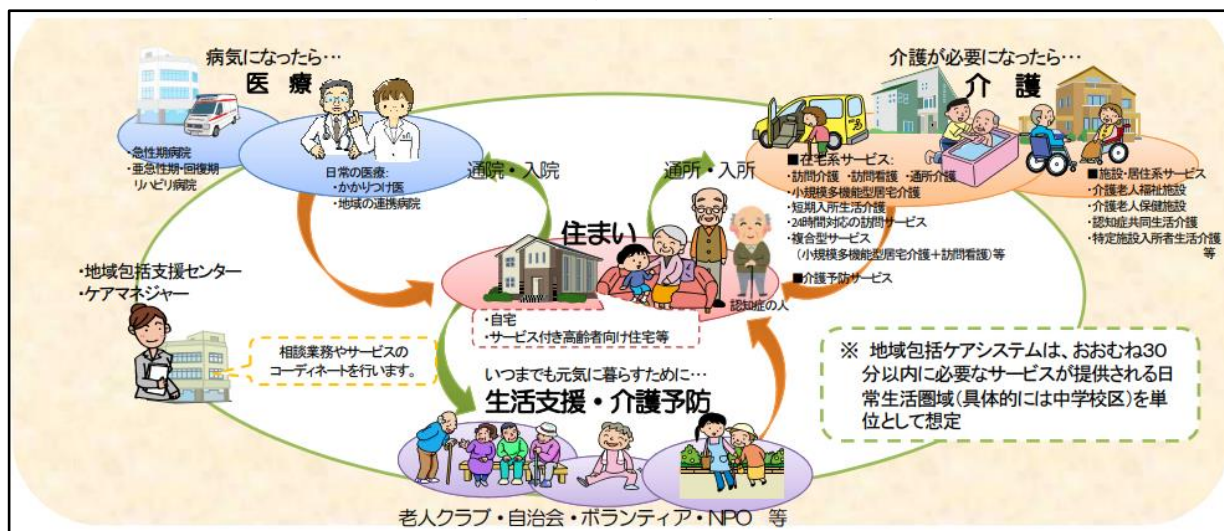 病気になったら…
医 療
・急性期病院
・亜急性期・回復期
リハビリ病院
日常の医療:
・かかりつけ医
・地域の連携病院
通院・入院
介護が必要になったら…
介 護
通所・入所
■在宅系サービス:
・訪問介護 ・訪問看護 ・通所介護
・小規模多機能型居宅介護
・短期入所生活介護
・24時間対応の訪問サービス
・複合型サービス
(小規模多機能型居宅介護+訪問看護)等
■介護予防サービス
■施設・居住系サービス
・介護老人福祉施設
・介護老人保健施設
・認知症共同生活介護
・特定施設入所者生活介護
等
住まい
認知症の人
・自宅
・サービス付き高齢者向け住宅等
・地域包括支援センター
・ケアマネジャー
相談業務やサービスの
コーディネートを行います。
いつまでも元気に暮らすために…
生活支援・介護予防
老人クラブ・自治会・ボランティア・NPO 等
※ 地域包括ケアシステムは、おおむね30
分以内に必要なサービスが提供される日
常生活圏域(具体的には中学校区)を単
位として想定